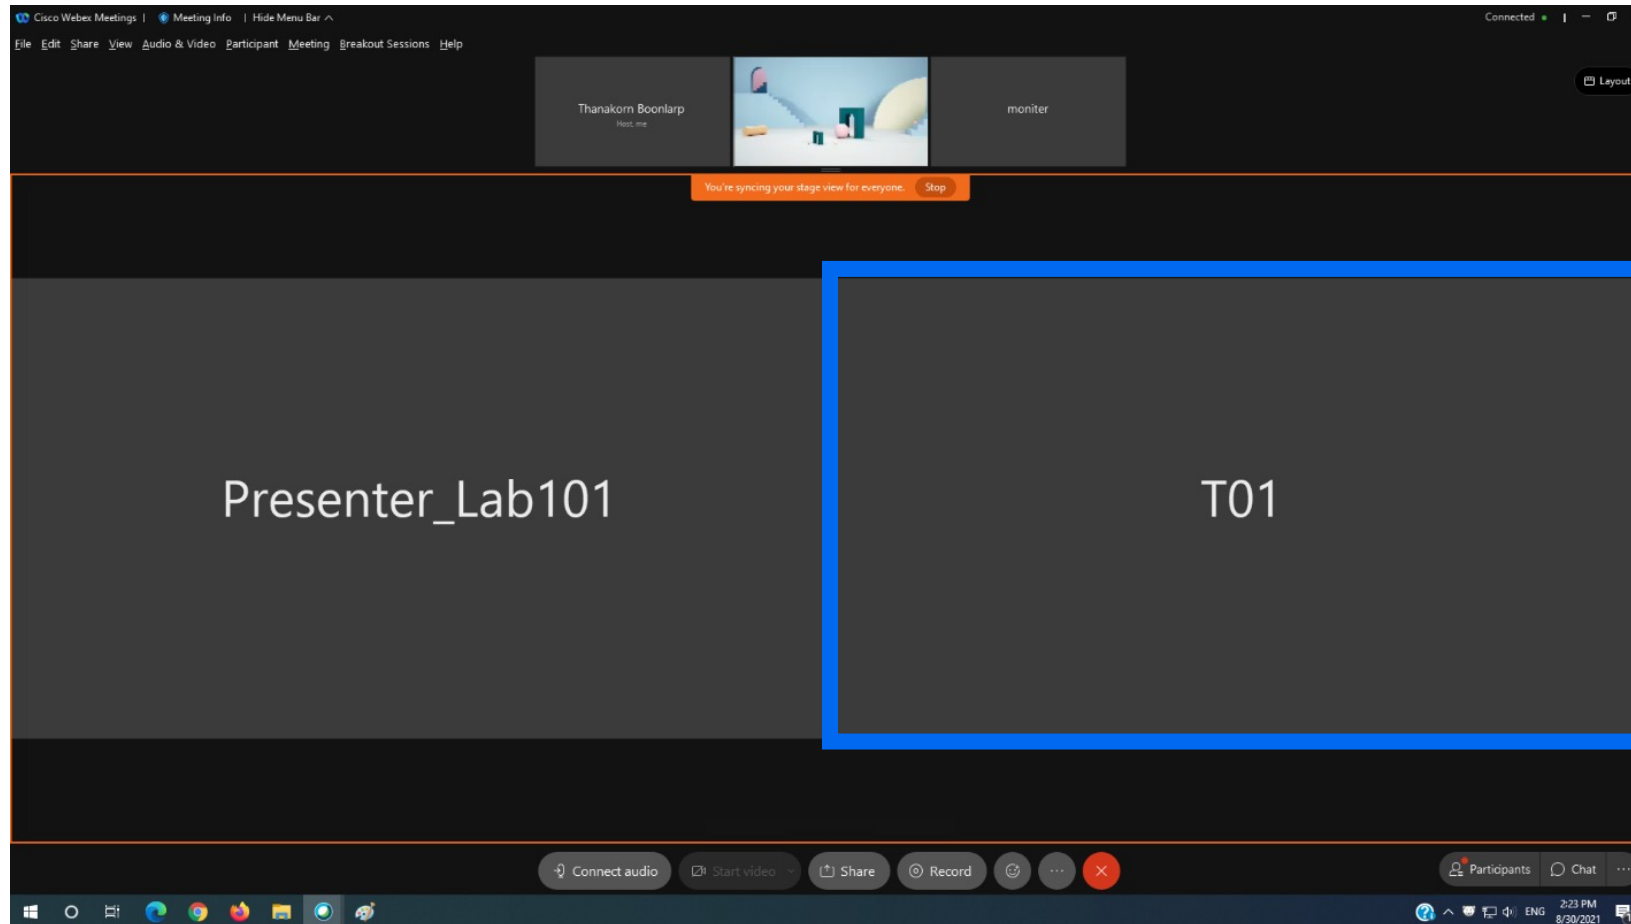 Cisco Webex Meetings | Meeting Info | Hide Menu Bar
Connected
File Edit Share View Audio & Video Participant Meeting Breakout Sessions Help
Layout
Thanakorn Boonlarp
Host, me
moniter
You're syncing your stage view for everyone. Stop
Presenter_Lab101
T01
Connect audio Start video Share Record
Participants Chat
ENG
2:23 PM
8/30/2021